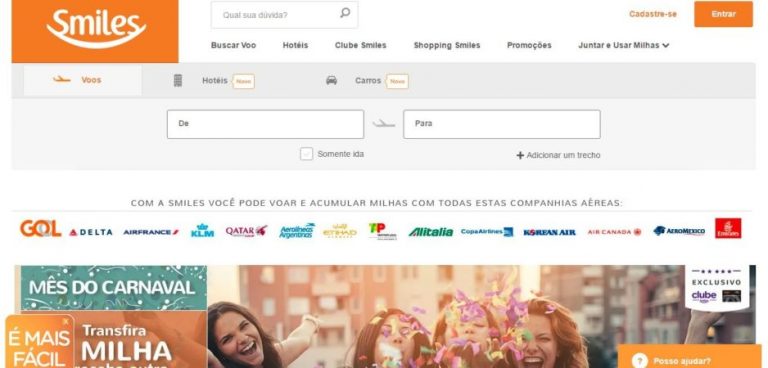 Smiles
Qual sua dúvida?
Cadastre-se
Entrar
Buscar Voo
Hotéis
Clube Smiles
Shopping Smiles
Promoções
Juntar e Usar Milhas
Voos
Hotéis
Novo
Carros
Novo
De
Para
Somente ida
Adicionar um trecho
COM A SMILES VOCÊ PODE VOAR E ACUMULAR MILHAS COM TODAS ESTAS COMPANHIAS AÉREAS:
GOL
DELTA
AIRFRANCE
KLM
QATAR
Aerolíneas
Argentinas
ETIHAD
TP
Alitalia
CopaAirlines
KOREAN AIR
AIR CANADA
AEROMEXICO
Emirates
MÊS DO CARNAVAL
EXCLUSIVO
clube
É MAIS
FÁCIL
Transfira
MILHA
Posso ajudar?